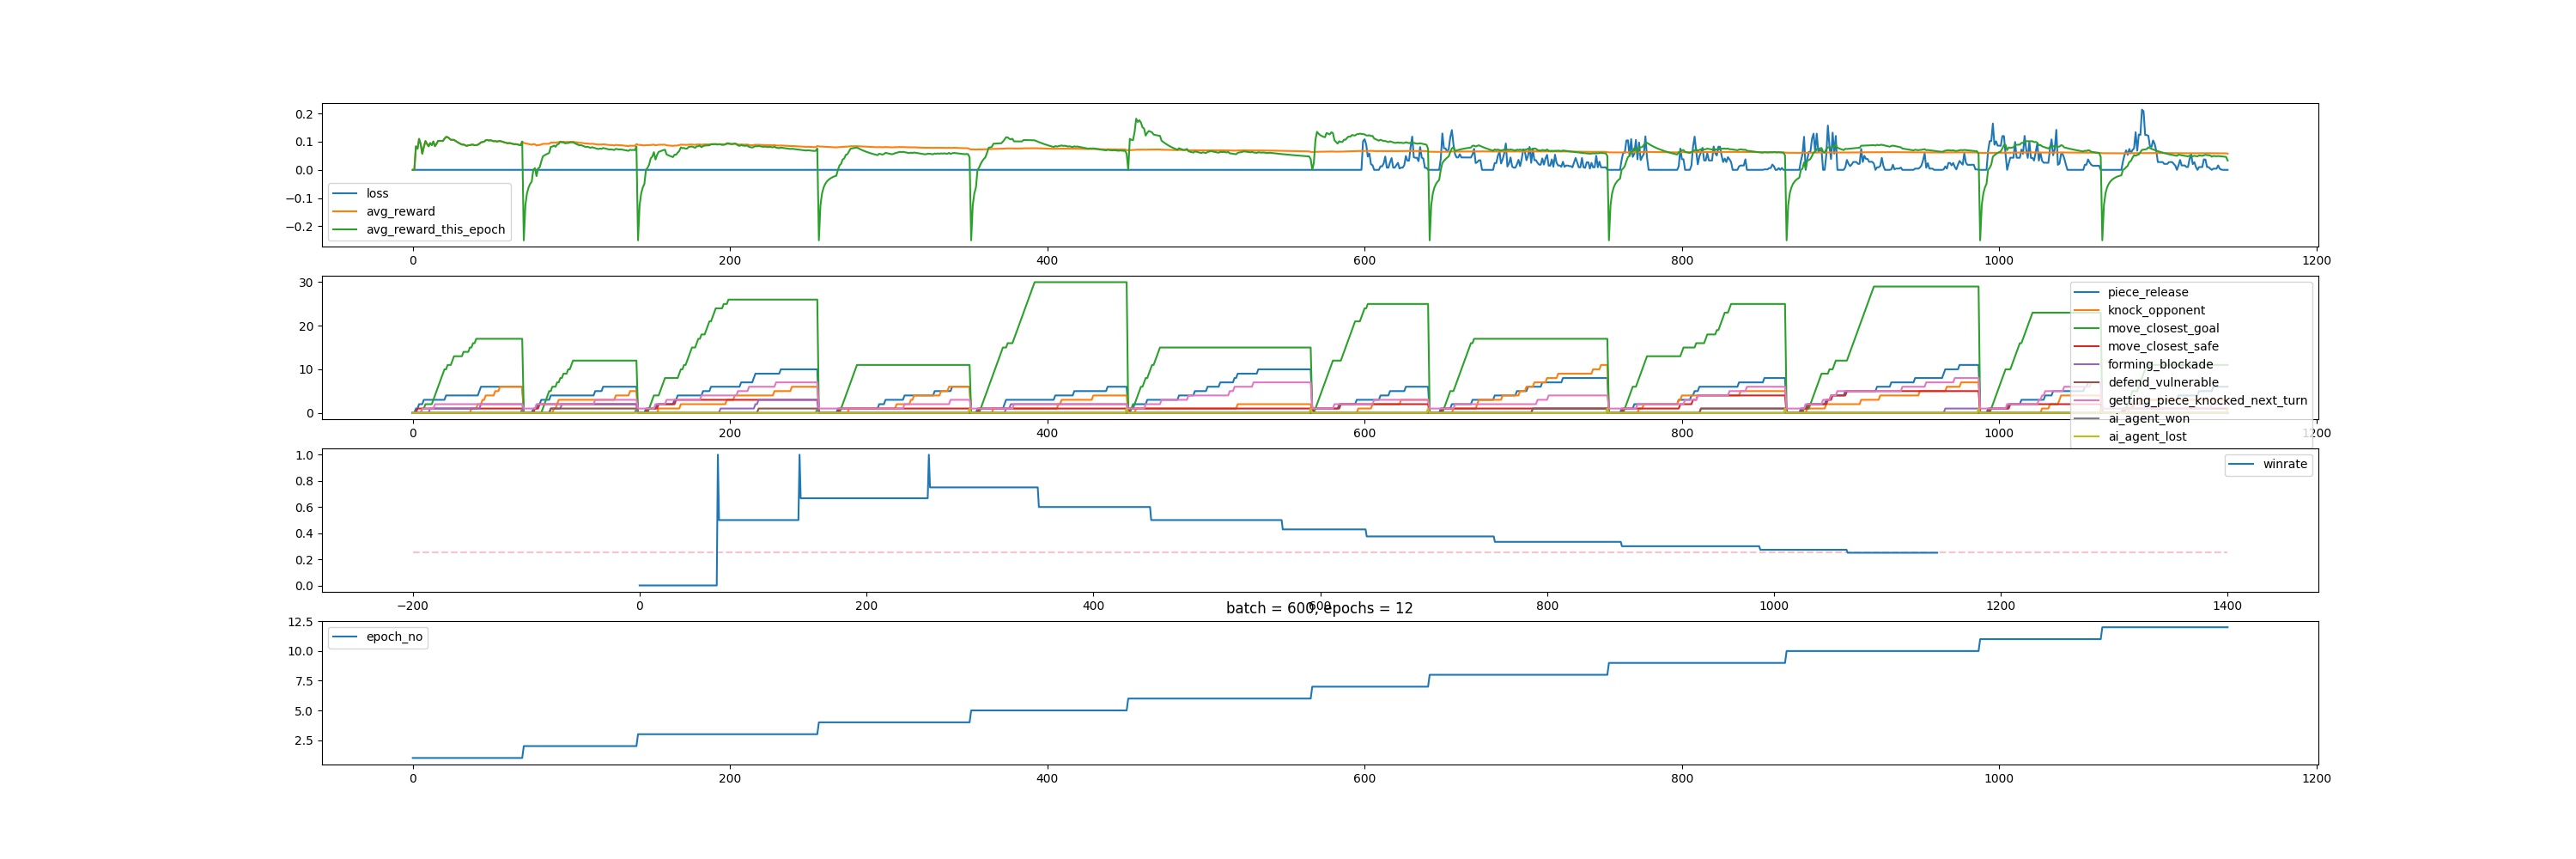 0.2
0.1
0.0
−0.1
−0.2
loss
avg_reward
avg_reward_this_epoch
0 200 400 600 800 1000 1200
30
20
10
0
piece_release
knock_opponent
move_closest_goal
move_closest_safe
forming_blockade
defend_vulnerable
getting_piece_knocked_next_turn
ai_agent_won
ai_agent_lost
0 200 400 600 800 1000 1200
1.0
0.8
0.6
0.4
0.2
0.0
winrate
−200 0 200 400 600 800 1000 1200 1400
batch = 600, epochs = 12
12.5
10.0
7.5
5.0
2.5
epoch_no
0 200 400 600 800 1000 1200